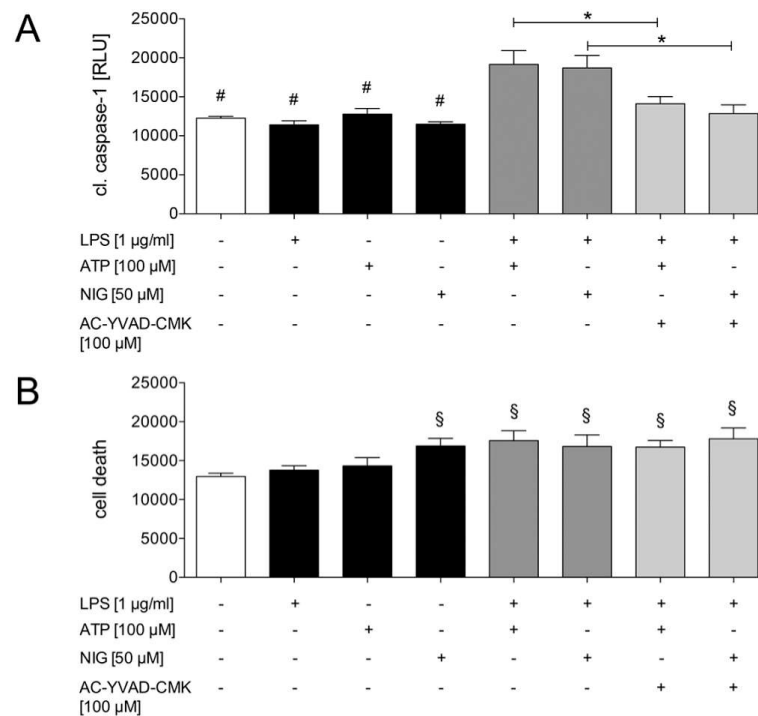 A
cl. caspase-1 [RLU]
25000
20000
15000
10000
5000
0
# # # #
* *
LPS [1 µg/ml] - + - - + + + +
ATP [100 µM] - - + - + - + -
NIG [50 µM] - - - + - + - +
AC-YVAD-CMK - - - - - - + +
[100 µM]
B
cell death
25000
20000
15000
10000
5000
0
§ § § § §
LPS [1 µg/ml] - + - - + + + +
ATP [100 µM] - - + - + - + -
NIG [50 µM] - - - + - + - +
AC-YVAD-CMK - - - - - - + +
[100 µM]